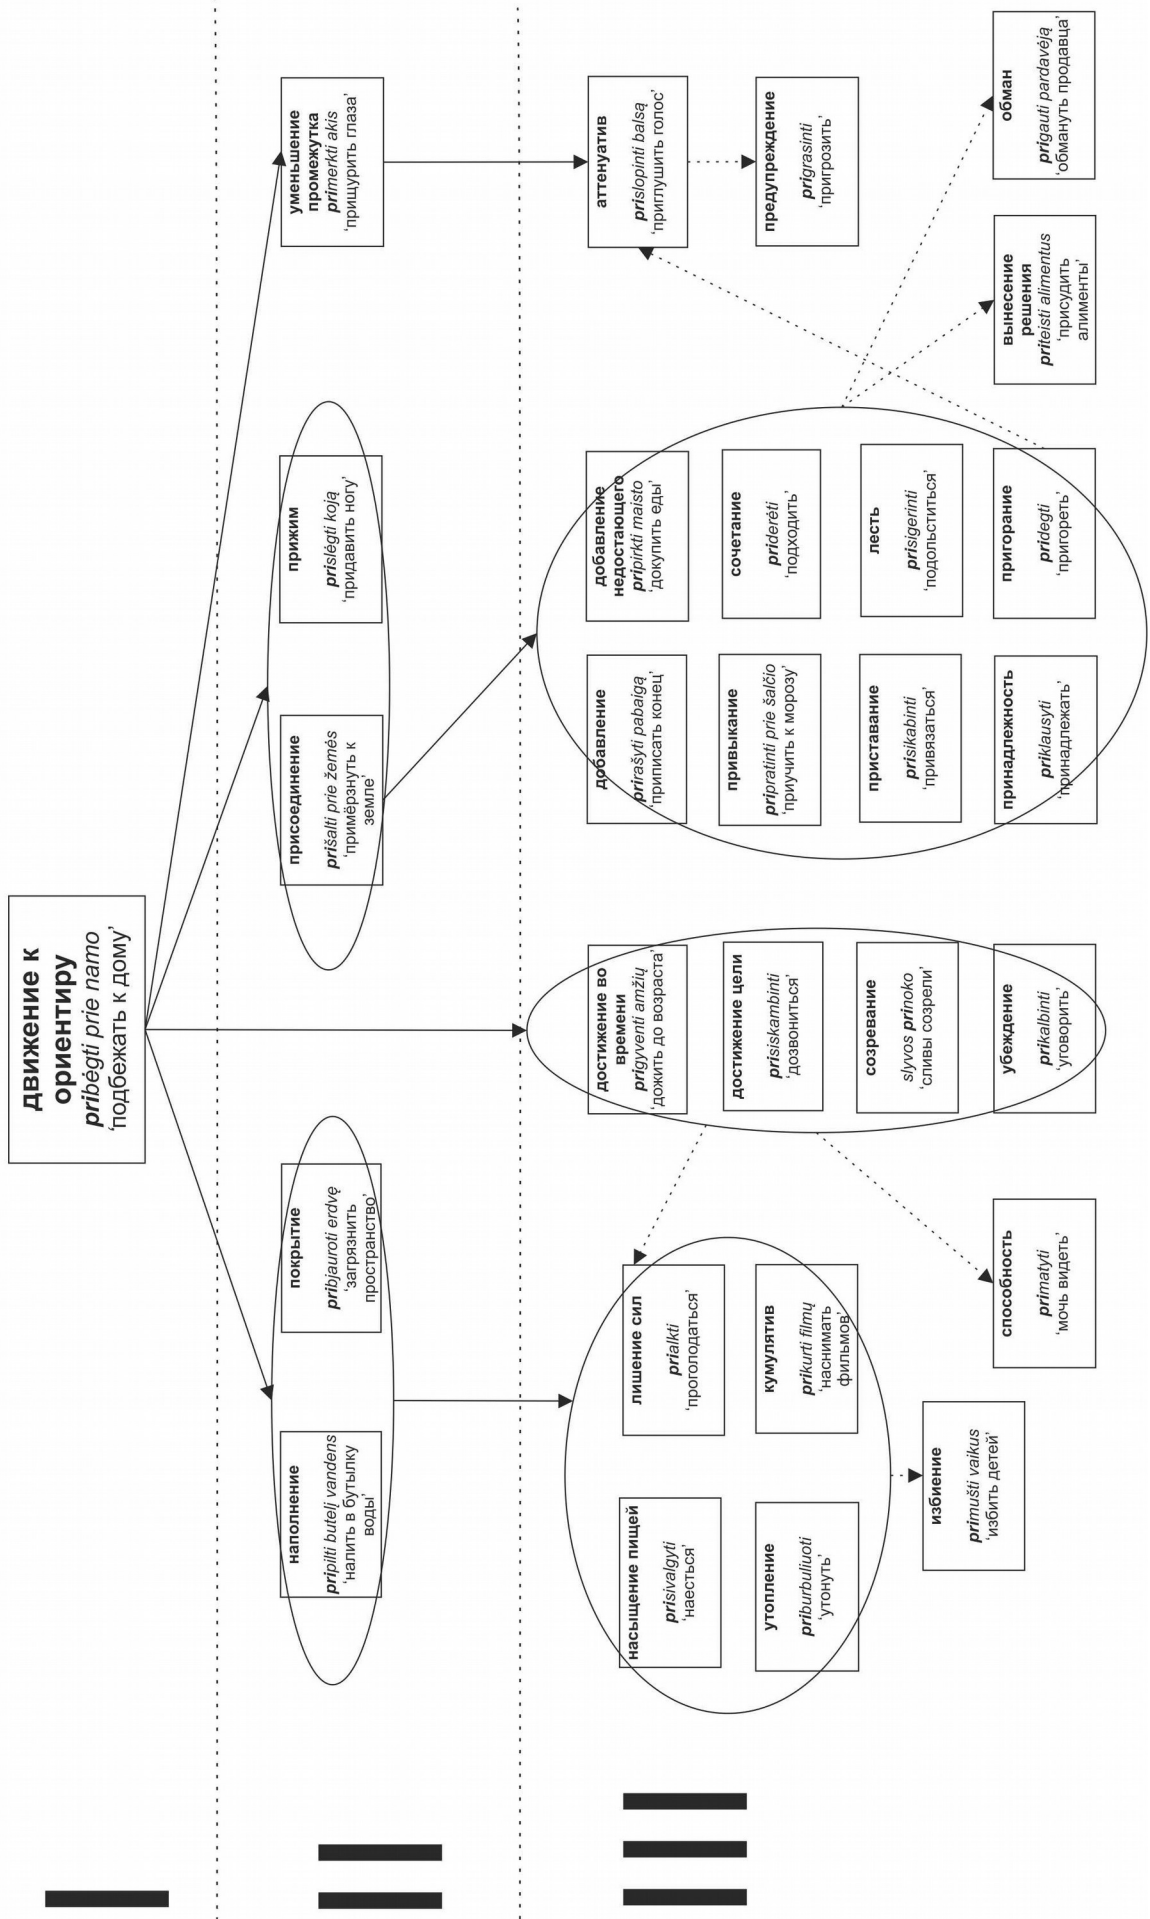 движение к
ориентиру
pribėgti prie namo
‘подбежать к дому’
I
II
наполнение
pripilti butelį vandens
‘налить в бутылку
воды’
покрытие
pribjauroti erdvę
‘загрязнить
пространство’
присоединение
prišalti prie žemės
‘примёрзнуть к
земле’
прижим
prislėgti koją
‘придавить ногу’
уменьшение
промежутка
primerkti akis
‘прищурить глаза’
III
насыщение пищей
prisivalgyti
‘наесться’
лишение сил
prialkti
‘проголодаться’
утопление
priburbuliuoti
‘утонуть’
кумулятив
prikurti filmų
‘наснимать
фильмов’
избиение
primušti vaikus
‘избить детей’
способность
primatyti
‘мочь видеть’
достижение во
времени
prigyventi amžių
‘дожить до возраста’
достижение цели
prisiskambinti
‘дозвониться’
созревание
slyvos prinoko
‘сливы созрели’
убеждение
prikalbinti
‘уговорить’
добавление
prirašyti pabaigą
‘приписать конец’
добавление
недостающего
pripirkti maisto
‘докупить еды’
привыкание
pripratinti prie šalčio
‘приучить к морозу’
сочетание
priderėti
‘подходить’
приставание
prisikabinti
‘привязаться’
лесть
prisigerinti
‘подольститься’
принадлежность
priklausyti
‘принадлежать’
пригорание
pridegti
‘пригореть’
аттенуатив
prislopinti balsą
‘приглушить голос’
предупреждение
prigrasinti
‘пригрозить’
вынесение
решения
priteisti alimentus
‘присудить
алименты’
обман
prigauti pardavėją
‘обмануть продавца’